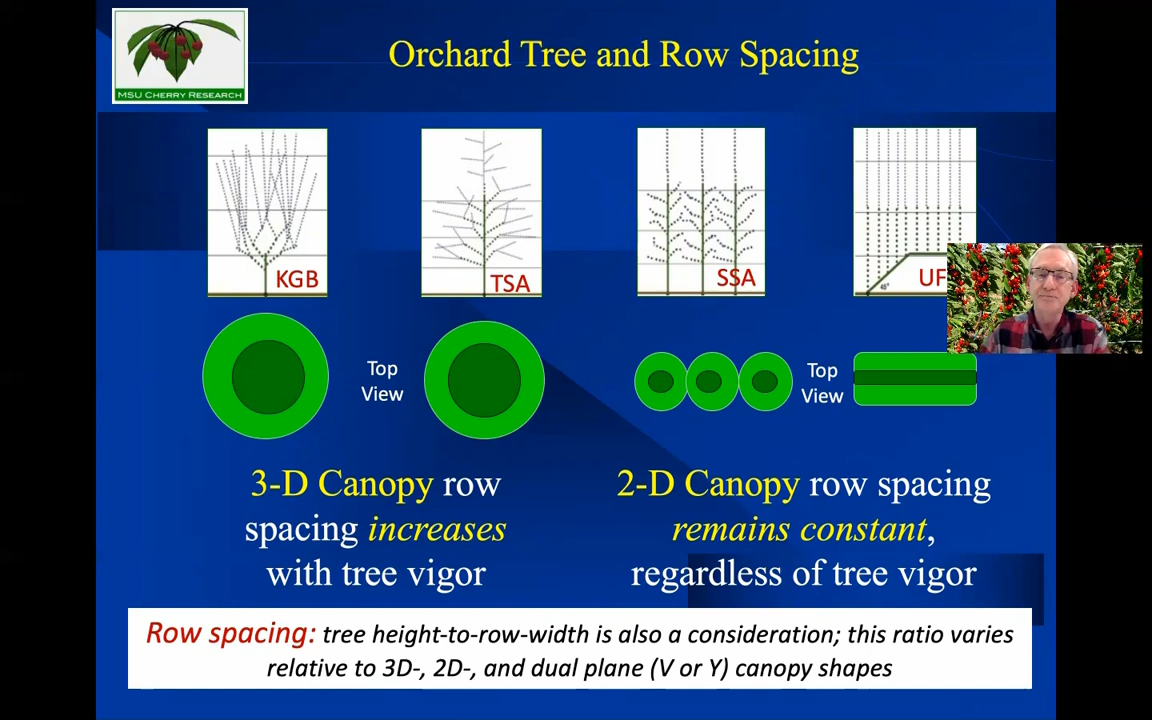 MSU CHERRY RESEARCH
Orchard Tree and Row Spacing
KGB
TSA
SSA
UF
45°
Top
View
Top
View
3-D Canopy row
spacing increases
with tree vigor
2-D Canopy row spacing
remains constant,
regardless of tree vigor
Row spacing: tree height-to-row-width is also a consideration; this ratio varies
relative to 3D-, 2D-, and dual plane (V or Y) canopy shapes